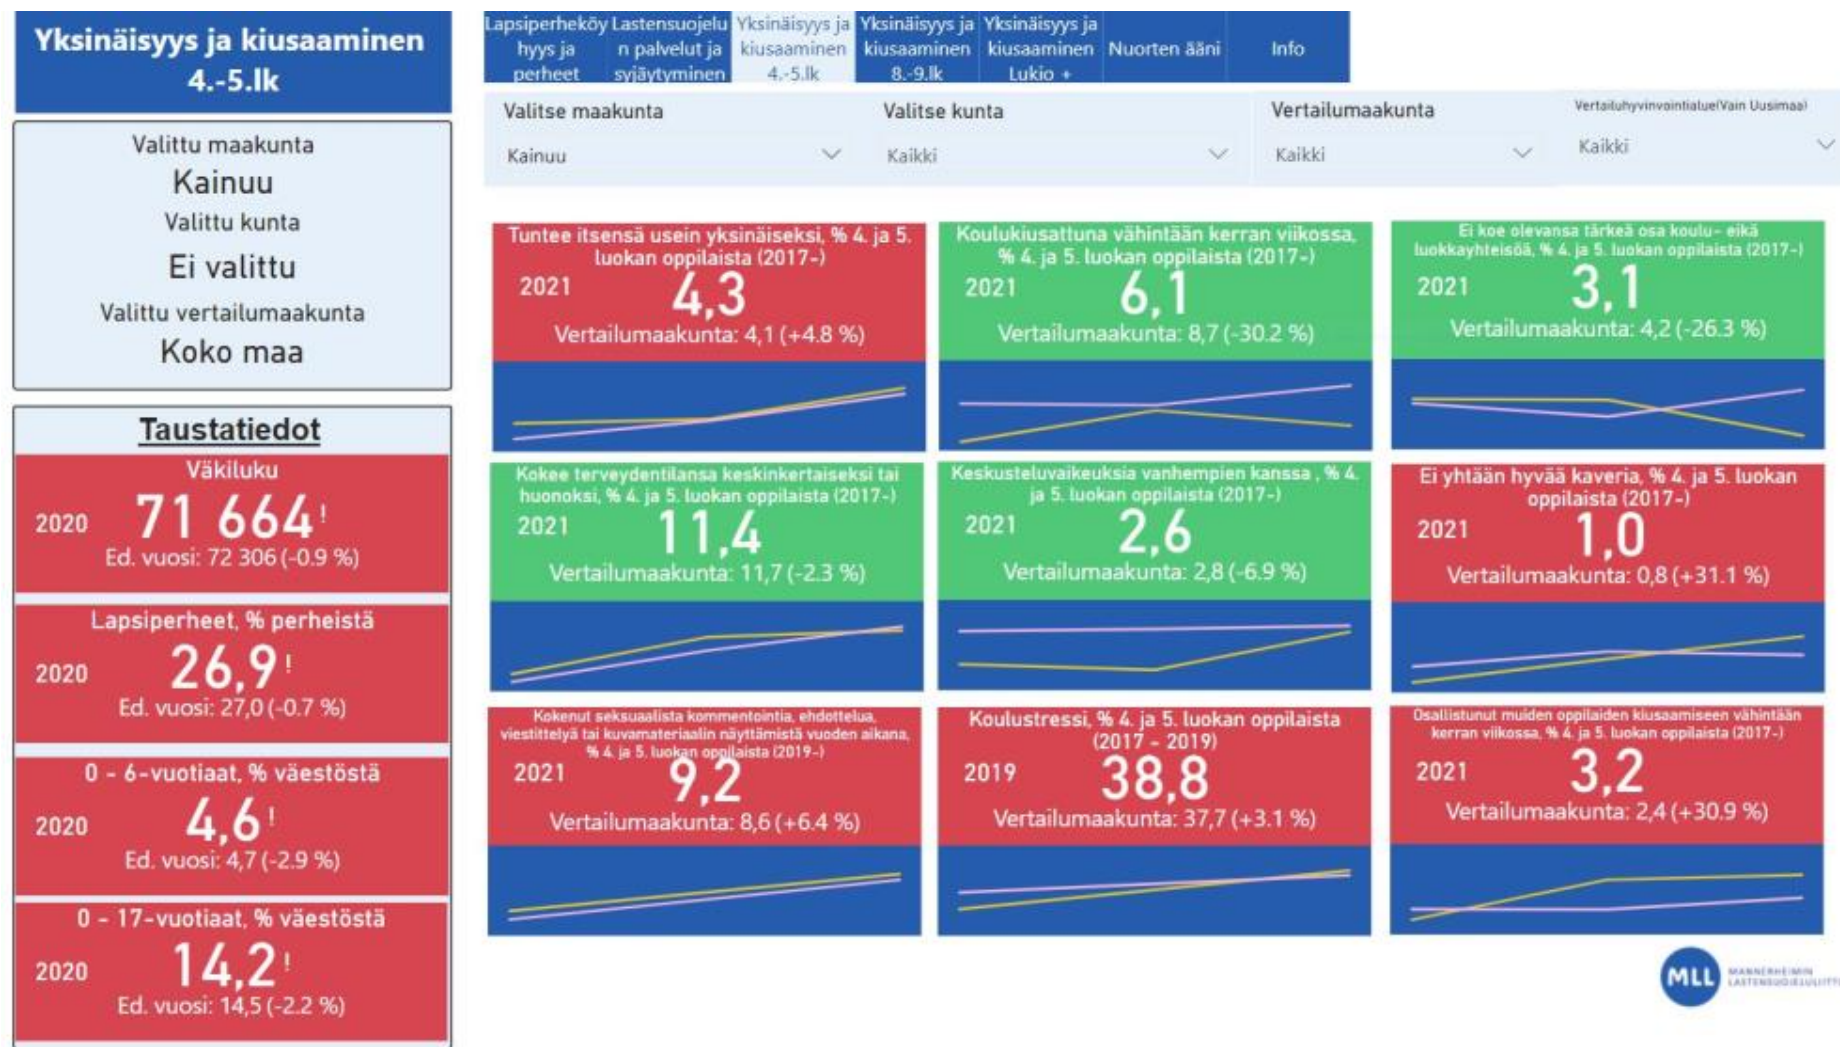 Yksinäisyys ja kiusaaminen
4.-5.lk
Valittu maakunta
Kainuu
Valittu kunta
Ei valittu
Valittu vertailumaakunta
Koko maa
Taustatiedot
Väkiluku
2020 71 664!
Ed. vuosi: 72 306 (-0.9 %)
Lapsiperheet, % perheistä
2020 26,9!
Ed. vuosi: 27,0 (-0.7 %)
0 - 6-vuotiaat, % väestöstä
2020 4,6!
Ed. vuosi: 4,7 (-2.9 %)
0 - 17-vuotiaat, % väestöstä
2020 14,2!
Ed. vuosi: 14,5 (-2.2 %)
Lapsiperheköy
hyys ja
perheet
Lastensuojelu
n palvelut ja
syjäytyminen
Yksinäisyys ja
kiusaaminen
4.-5.lk
Yksinäisyys ja
kiusaaminen
8.-9.lk
Yksinäisyys ja
kiusaaminen
Lukio +
Nuorten ääni
Info
Valitse maakunta
Kainuu
Valitse kunta
Kaikki
Vertailumaakunta
Kaikki
Vertailuhyvinvointialue(Vain Uusimaa)
Kaikki
Tuntee itsensä usein yksinäiseksi, % 4. ja 5.
luokan oppilaista (2017-)
2021 4,3
Vertailumaakunta: 4,1 (+4.8 %)
Koulukiusattuna vähintään kerran viikossa,
% 4. ja 5. luokan oppilaista (2017-)
2021 6,1
Vertailumaakunta: 8,7 (-30.2 %)
Ei koe olevansa tärkeä osa koulu- eikä
luokkayhteisöä, % 4. ja 5. luokan oppilaista (2017-)
2021 3,1
Vertailumaakunta: 4,2 (-26.3 %)
Kokee terveydentilansa keskinkertaiseksi tai
huonoksi, % 4. ja 5. luokan oppilaista (2017-)
2021 11,4
Vertailumaakunta: 11,7 (-2.3 %)
Keskusteluvaikeuksia vanhempien kanssa , % 4.
ja 5. luokan oppilaista (2017-)
2021 2,6
Vertailumaakunta: 2,8 (-6.9 %)
Ei yhtään hyvää kaveria, % 4. ja 5. luokan
oppilaista (2017-)
2021 1,0
Vertailumaakunta: 0,8 (+31.1 %)
Kokenut seksuaalista kommentointia, ehdottelua,
viestittelyä tai kuvamateriaalin näyttämistä vuoden aikana,
% 4. ja 5. luokan oppilaista (2019-)
2021 9,2
Vertailumaakunta: 8,6 (+6.4 %)
Koulustressi, % 4. ja 5. luokan oppilaista
(2017 - 2019)
2019 38,8
Vertailumaakunta: 37,7 (+3.1 %)
Osallistunut muiden oppilaiden kiusaamiseen vähintään
kerran viikossa, % 4. ja 5. luokan oppilaista (2017-)
2021 3,2
Vertailumaakunta: 2,4 (+30.9 %)
MLL
MANNERHEIMIN
LASTENSUOJELULIITTO